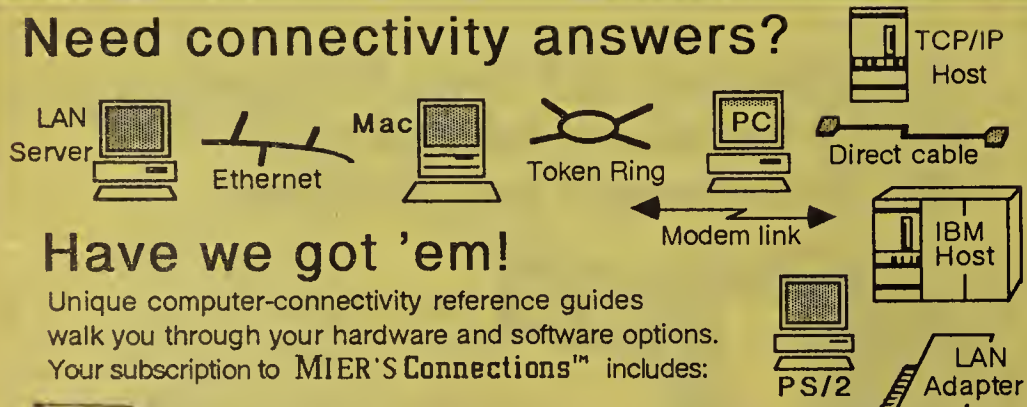 Need connectivity answers?
TCP/IP
Host
LAN
Server
Ethernet
Mac
Token Ring
PC
Direct cable
Modem link
IBM
Host
Have we got 'em!
Unique computer-connectivity reference guides
walk you through your hardware and software options.
Your subscription to MIER'S Connections™ includes:
PS/2
LAN
Adapter